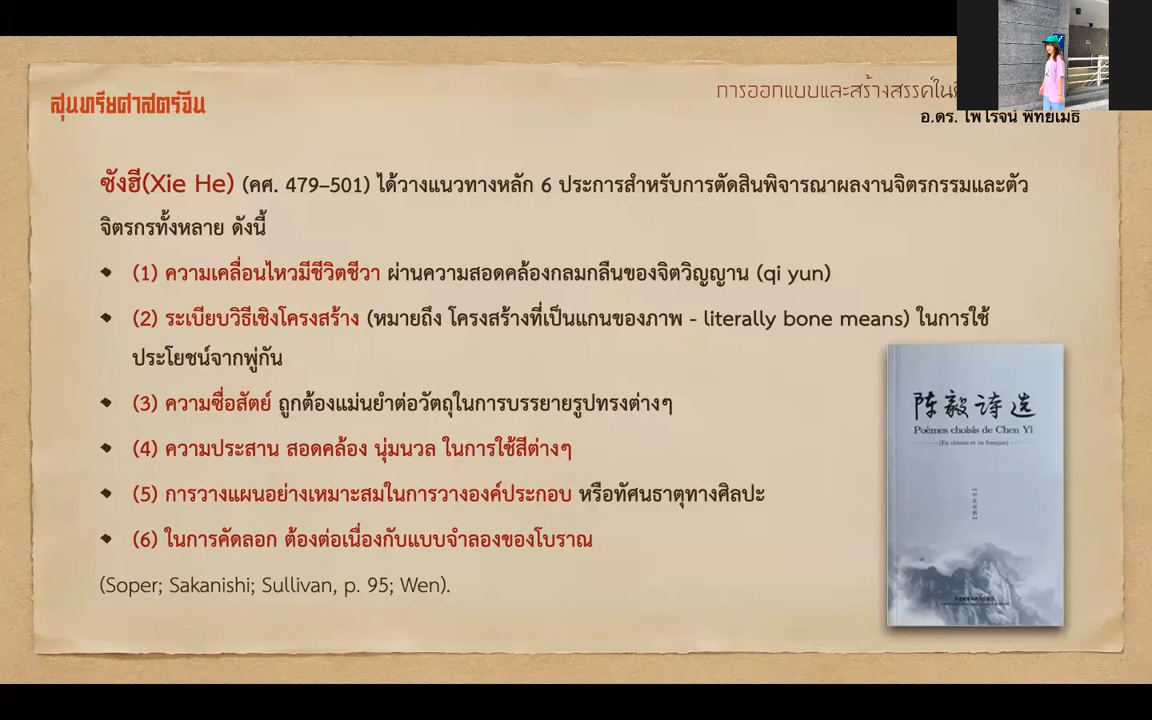 สุนทรียศาสตร์จีน
การออกแบบและสร้างสรรค์ใน
อ.ดร. ไพโรจน์ พิทยเมธี
ซังฮี(Xie He) (คศ. 479–501) ได้วางแนวทางหลัก 6 ประการสำหรับการตัดสินพิจารณาผลงานจิตรกรรมและตัว
จิตรกรทั้งหลาย ดังนี้
(1) ความเคลื่อนไหวมีชีวิตชีวา ผ่านความสอดคล้องกลมกลืนของจิตวิญญาน (qi yun)
(2) ระเบียบวิธีเชิงโครงสร้าง (หมายถึง โครงสร้างที่เป็นแกนของภาพ - literally bone means) ในการใช้
ประโยชน์จากพู่กัน
(3) ความซื่อสัตย์ ถูกต้องแม่นยำต่อวัตถุในการบรรยายรูปทรงต่างๆ
(4) ความประสาน สอดคล้อง นุ่มนวล ในการใช้สีต่างๆ
(5) การวางแผนอย่างเหมาะสมในการวางองค์ประกอบ หรือทัศนธาตุทางศิลปะ
(6) ในการคัดลอก ต้องต่อเนื่องกับแบบจำลองของโบราณ
(Soper; Sakanishi; Sullivan, p. 95; Wen).
陈毅诗选
Poèmes choisis de Chen Yi
(En chinois et en français)